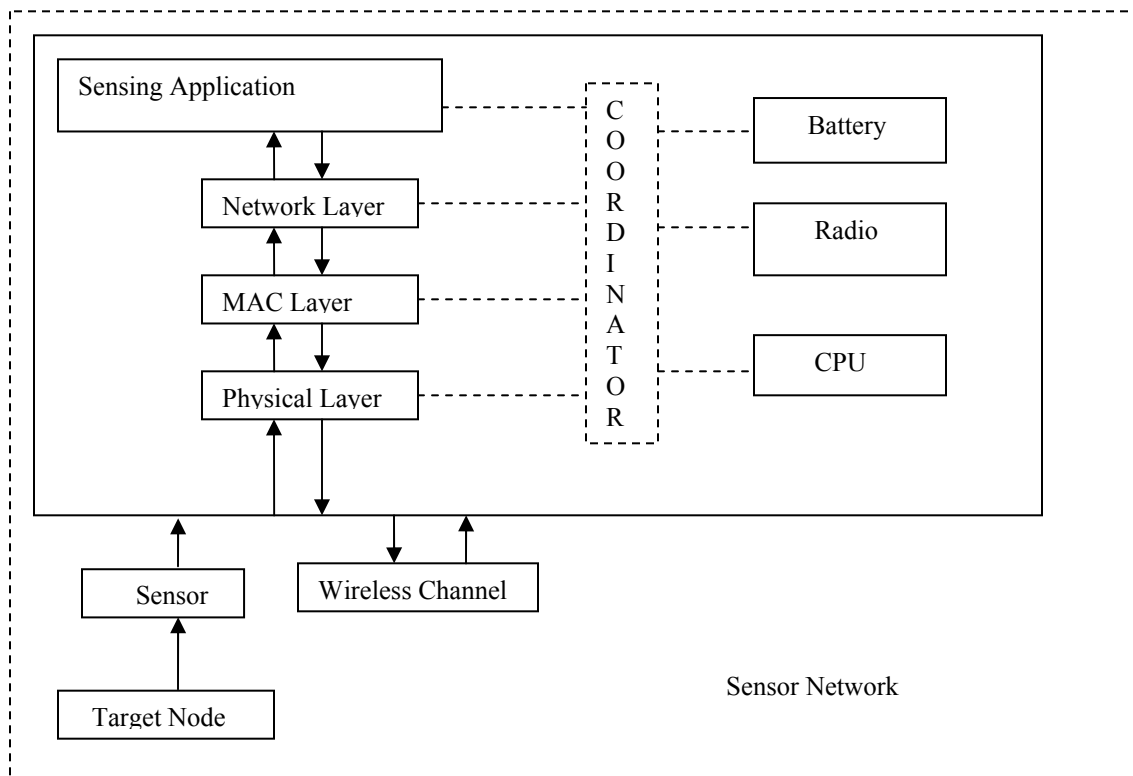 Sensing Application
Network Layer
MAC Layer
Physical Layer
C
O
O
R
D
I
N
A
T
O
R
Battery
Radio
CPU
Sensor
Wireless Channel
Target Node
Sensor Network